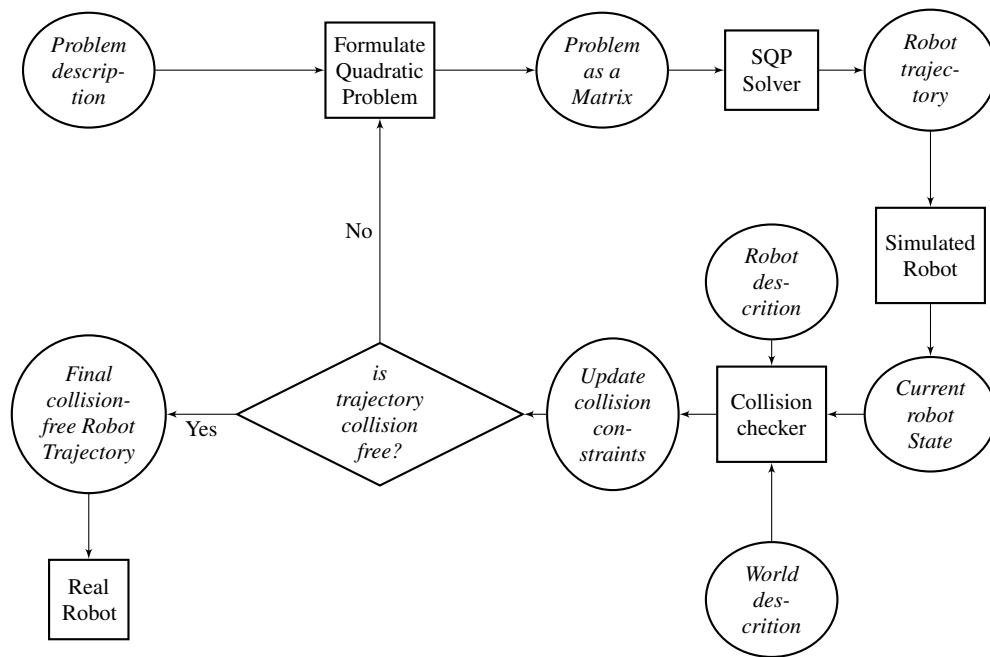 Problem
descrip-
tion
Formulate
Quadratic
Problem
Problem
as a
Matrix
SQP
Solver
Robot
trajec-
tory
No
Robot
des-
crition
Simulated
Robot
Final
collision-
free Robot
Trajectory
Yes
is
trajectory
collision
free?
Update
collision
con-
straints
Collision
checker
Current
robot
State
Real
Robot
World
des-
crition